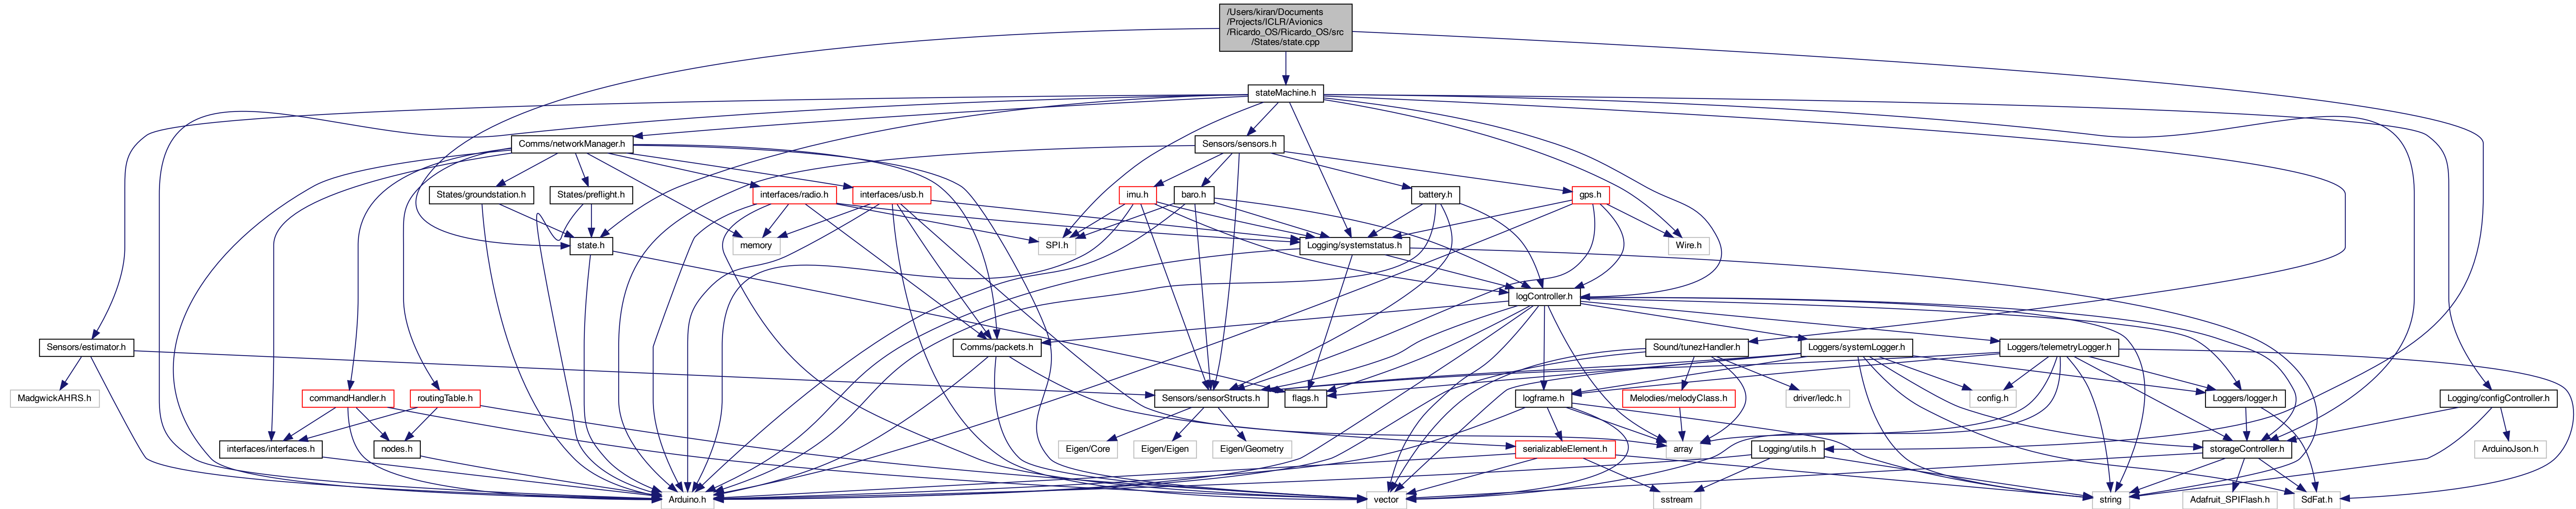 /Users/kiran/Documents
/Projects/ICLR/Avionics
/Ricardo_OS/Ricardo_OS/src
/States/state.cpp
stateMachine.h
Comms/networkManager.h
Sensors/sensors.h
States/groundstation.h
States/preflight.h
interfaces/radio.h
interfaces/usb.h
imu.h
baro.h
battery.h
gps.h
state.h
memory
SPI.h
Logging/systemstatus.h
Wire.h
logController.h
Sensors/estimator.h
Comms/packets.h
Sound/tunezHandler.h
Loggers/systemLogger.h
Loggers/telemetryLogger.h
MadgwickAHRS.h
commandHandler.h
routingTable.h
Sensors/sensorStructs.h
flags.h
logframe.h
Melodies/melodyClass.h
driver/ledc.h
config.h
Loggers/logger.h
Logging/configController.h
interfaces/interfaces.h
nodes.h
Eigen/Core
Eigen/Eigen
Eigen/Geometry
serializableElement.h
array
Logging/utils.h
storageController.h
ArduinoJson.h
Arduino.h
vector
sstream
string
Adafruit_SPIFlash.h
SdFat.h